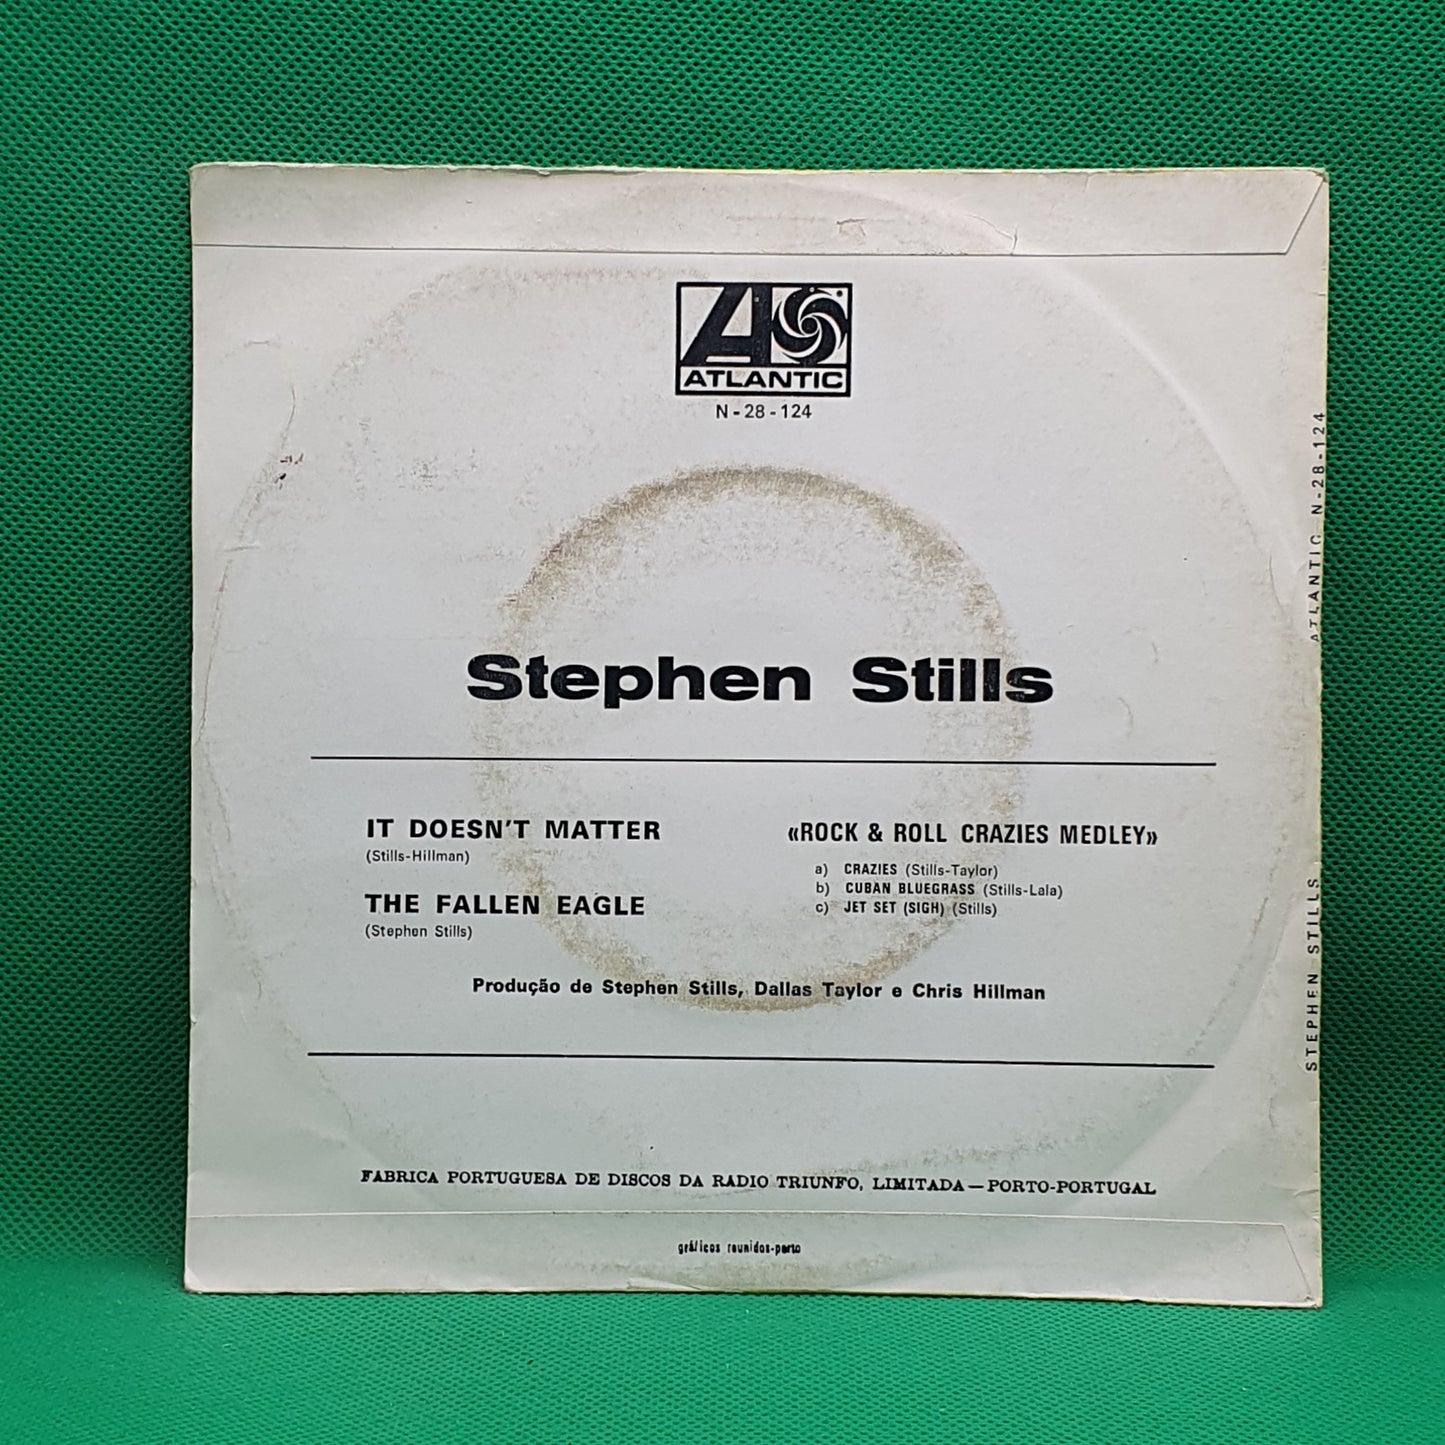 ATLANTIC
N-28-124
Stephen Stills
IT DOESN'T MATTER
(Stills-Hillman)
THE FALLEN EAGLE
(Stephen Stills)
«ROCK & ROLL CRAZIES MEDLEY»
a) CRAZIES (Stills-Taylor)
b) CUBAN BLUEGRASS (Stills-Lala)
c) JET SET (SIGH) (Stills)
Produção de Stephen Stills, Dallas Taylor e Chris Hillman
FABRICA PORTUGUESA DE DISCOS DA RADIO TRIUNFO, LIMITADA—PORTO-PORTUGAL
gráficos reunidos-porto
STEPHEN STILLS ATLANTIC N-28-124